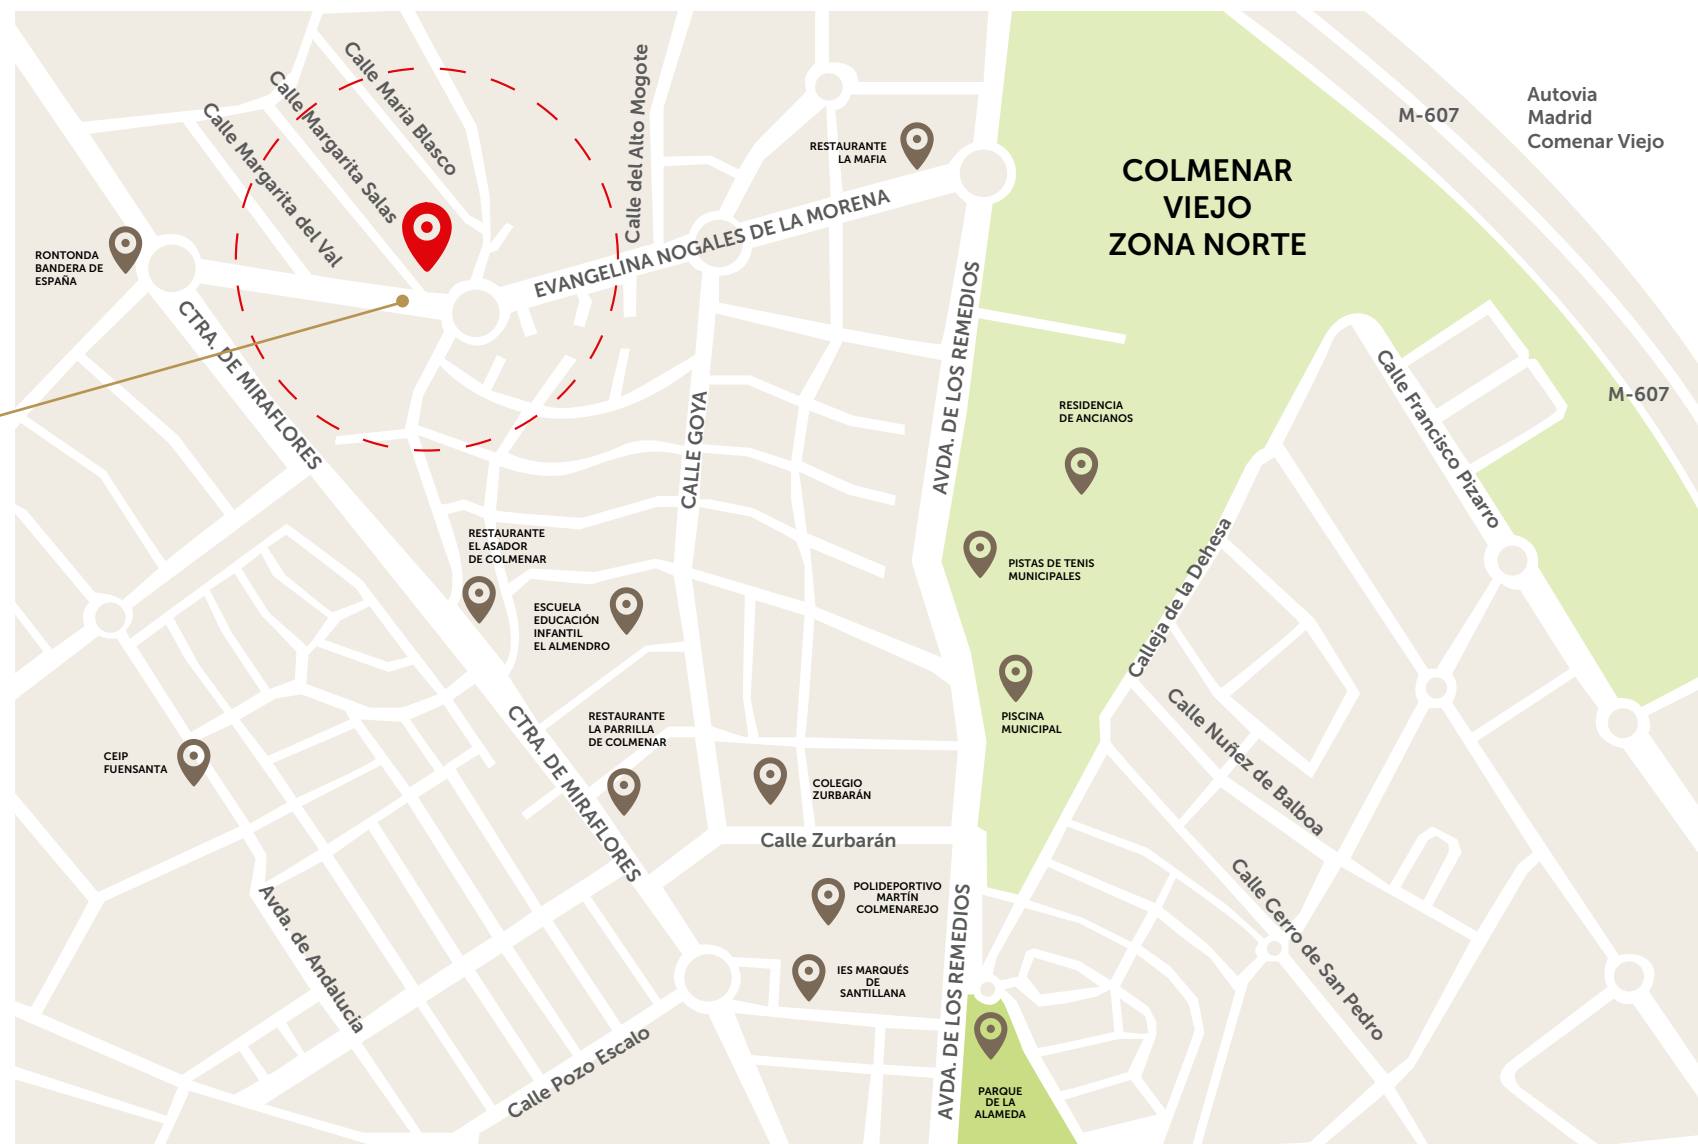 Calle Maria Blasco
Calle Margarita Salas
Calle Margarita del Val
Calle del Alto Mogote
RESTAURANTE
LA MAFIA
M-607
Autovia
Madrid
Comenar Viejo
COLMENAR
VIEJO
ZONA NORTE
EVANGELINA NOGALES DE LA MORENA
RONTONDA
BANDERA DE
ESPAÑA
CTRA. DE MIRAFLORES
AVDA. DE LOS REMEDIOS
CALLE GOYA
RESIDENCIA
DE ANCIANOS
Calle Francisco Pizarro
M-607
RESTAURANTE
EL ASADOR
DE COLMENAR
ESCUELA
EDUCACIÓN
INFANTIL
EL ALMENDRO
PISTAS DE TENIS
MUNICIPALES
Calleja de la Dehesa
PISCINA
MUNICIPAL
RESTAURANTE
LA PARRILLA
DE COLMENAR
CTRA. DE MIRAFLORES
CEIP
FUENSANTA
COLEGIO
ZURBARÁN
Calle Nuñez de Balboa
Calle Zurbarán
Calle Cerro de San Pedro
POLIDEPORTIVO
MARTÍN
COLMENAREJO
AVDA. DE LOS REMEDIOS
Avda. de Andalucia
IES MARQUÉS
DE
SANTILLANA
Calle Pozo Escalo
PARQUE
DE LA
ALAMEDA